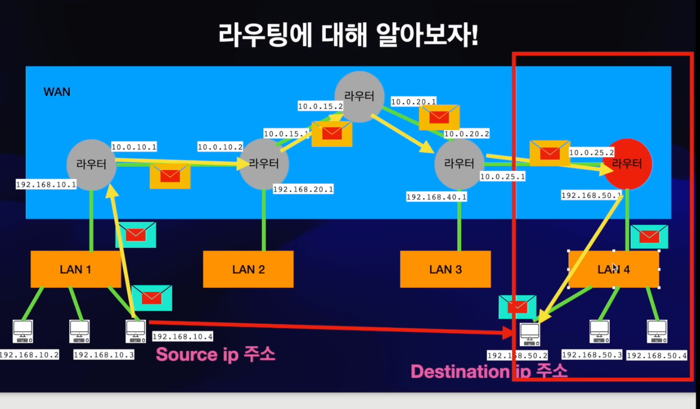 라우팅에 대해 알아보자!
WAN
라우터
10.0.15.2
10.0.20.1
10.0.10.1
10.0.10.2
10.0.15.1
10.0.20.2
10.0.25.2
라우터
라우터
라우터
라우터
10.0.25.1
192.168.10.1
192.168.20.1
192.168.40.1
192.168.50.1
LAN 1
LAN 2
LAN 3
LAN 4
192.168.10.2
192.168.10.3
192.168.10.4
Source ip 주소
192.168.50.2
192.168.50.3
192.168.50.4
Destination ip 주소